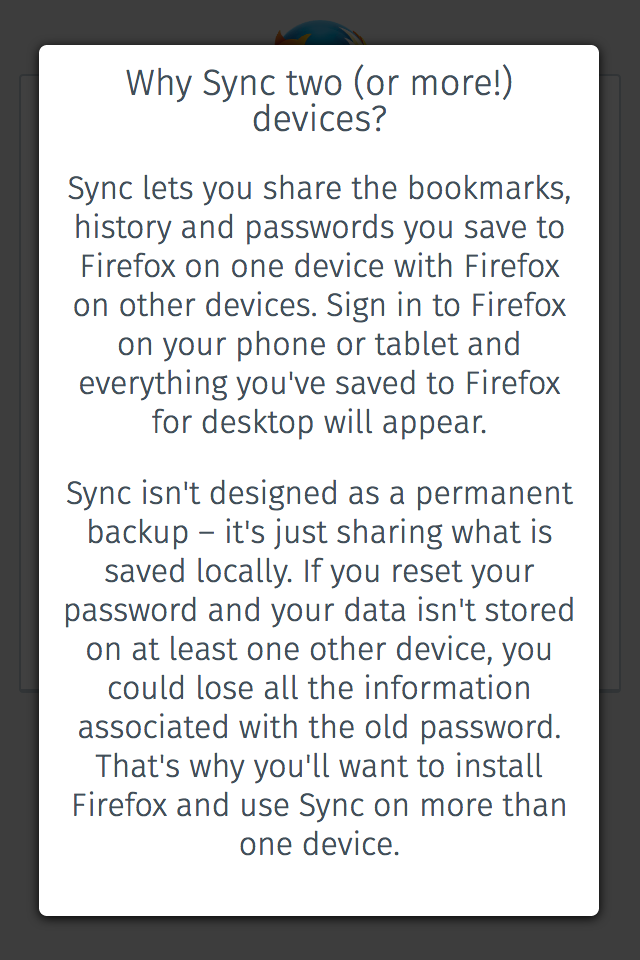 Why Sync two (or more!)
devices?
Sync lets you share the bookmarks,
history and passwords you save to
Firefox on one device with Firefox
on other devices. Sign in to Firefox
on your phone or tablet and
everything you've saved to Firefox
for desktop will appear.
Sync isn't designed as a permanent
backup – it's just sharing what is
saved locally. If you reset your
password and your data isn't stored
on at least one other device, you
could lose all the information
associated with the old password.
That's why you'll want to install
Firefox and use Sync on more than
one device.